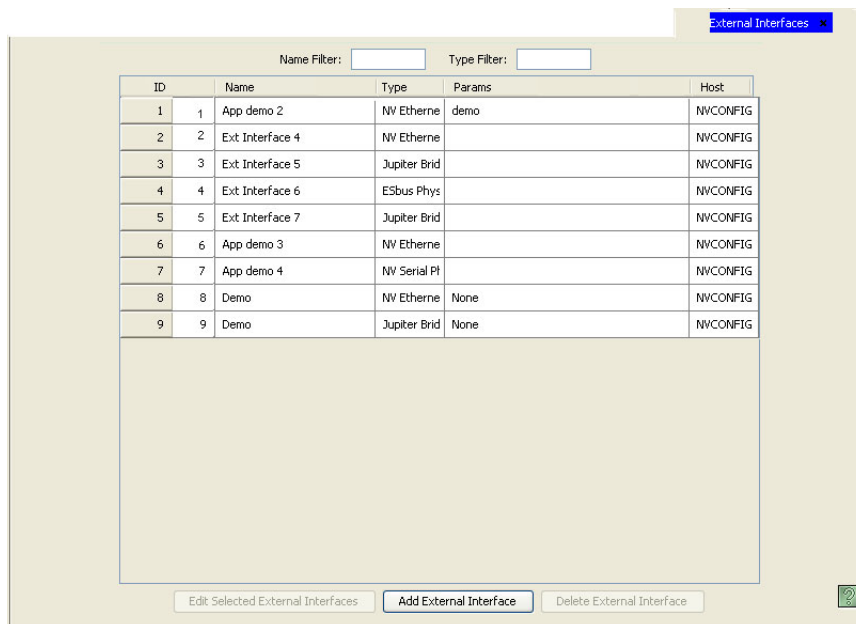 External Interfaces ×
Name Filter: Type Filter:
ID Name Type Params Host
1 1 App demo 2 NV Etherne demo NVCONFIG
2 2 Ext Interface 4 NV Etherne NVCONFIG
3 3 Ext Interface 5 Jupiter Brid NVCONFIG
4 4 Ext Interface 6 ESbus Phys NVCONFIG
5 5 Ext Interface 7 Jupiter Brid NVCONFIG
6 6 App demo 3 NV Etherne NVCONFIG
7 7 App demo 4 NV Serial Ph NVCONFIG
8 8 Demo NV Etherne None NVCONFIG
9 9 Demo Jupiter Brid None NVCONFIG
Edit Selected External Interfaces Add External Interface Delete External Interface ?